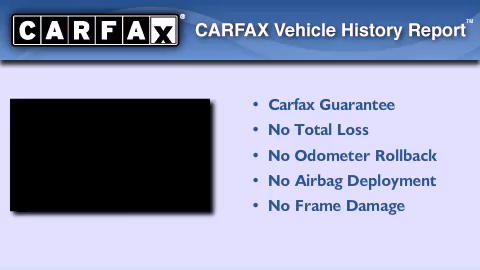 CARFAX® CARFAX Vehicle History Report™
• Carfax Guarantee
• No Total Loss
• No Odometer Rollback
• No Airbag Deployment
• No Frame Damage